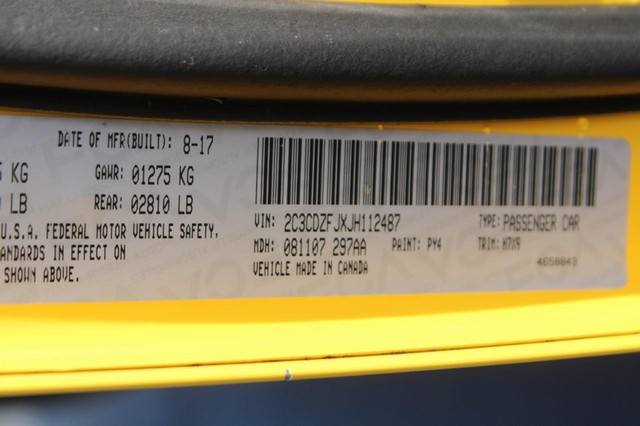 DATE OF MFR(BUILT): 8-17
KG GAWR: 01275 KG
LB REAR: 02810 LB
U.S.A. FEDERAL MOTOR VEHICLE SAFETY,
ANDARDS IN EFFECT ON
SHOWN ABOVE.
VIN: 2C3CDZFJXJH112487 TYPE: PASSENGER CAR
MDH: 081107 297AA PAINT: PY4 TRIM: H7X9
VEHICLE MADE IN CANADA
4658843